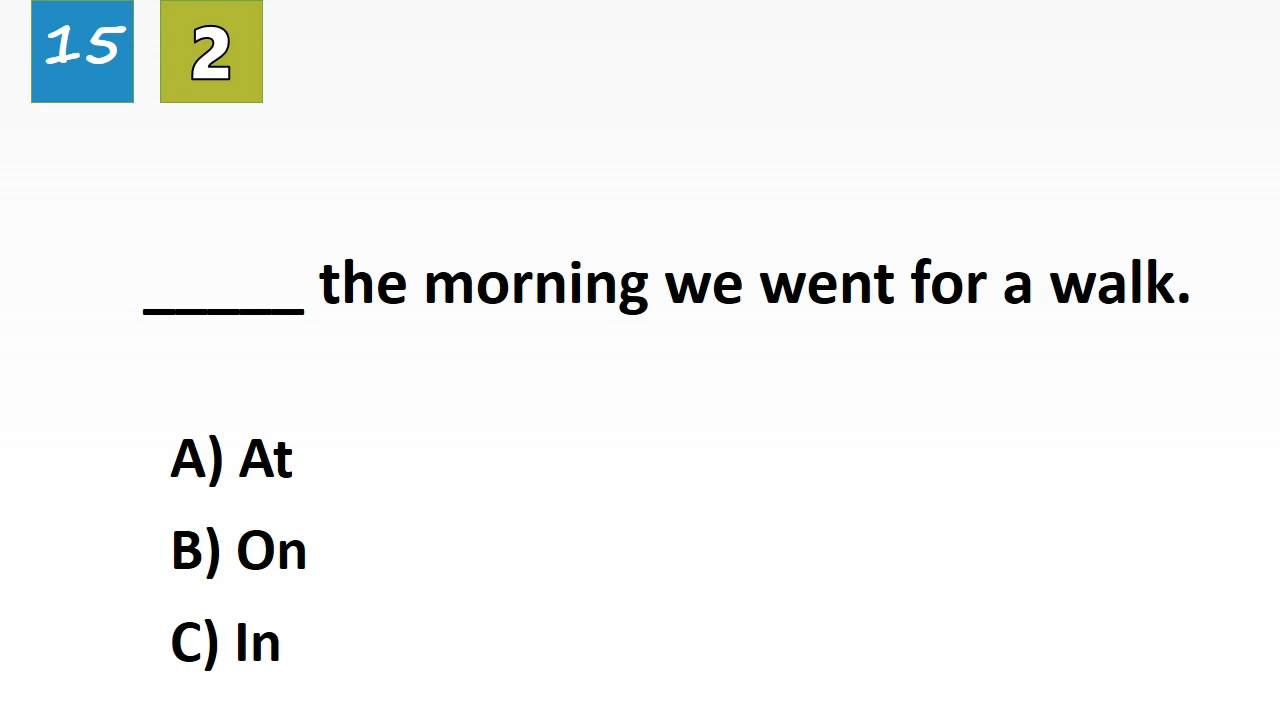 15 2
_____ the morning we went for a walk.
A) At
B) On
C) In